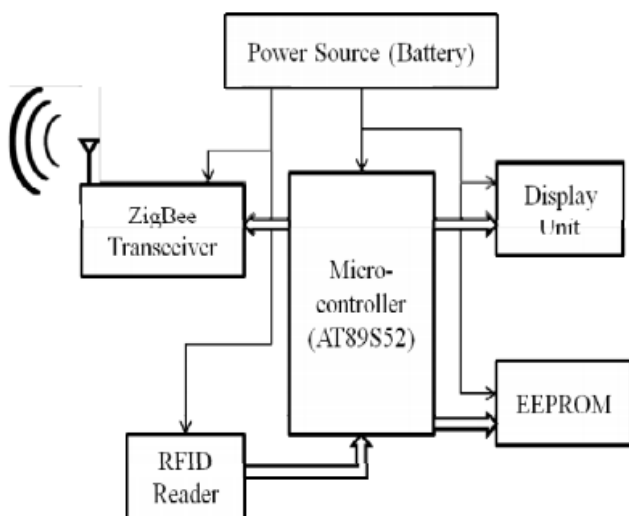 Power Source (Battery)
ZigBee
Transceiver
Micro-
controller
(AT89S52)
Display
Unit
EEPROM
RFID
Reader